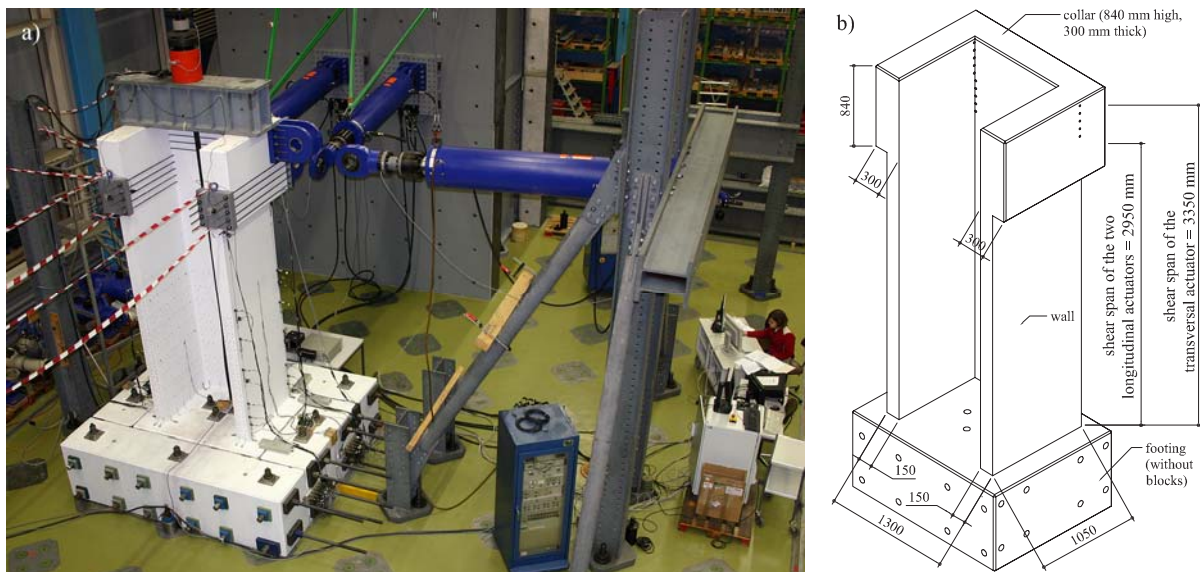 a)
b)
collar (840 mm high,
300 mm thick)
840
300
300
shear span of the two
longitudinal actuators = 2950 mm
shear span of the
transversal actuator = 3350 mm
wall
footing
(without
blocks)
150
150
1300
1050